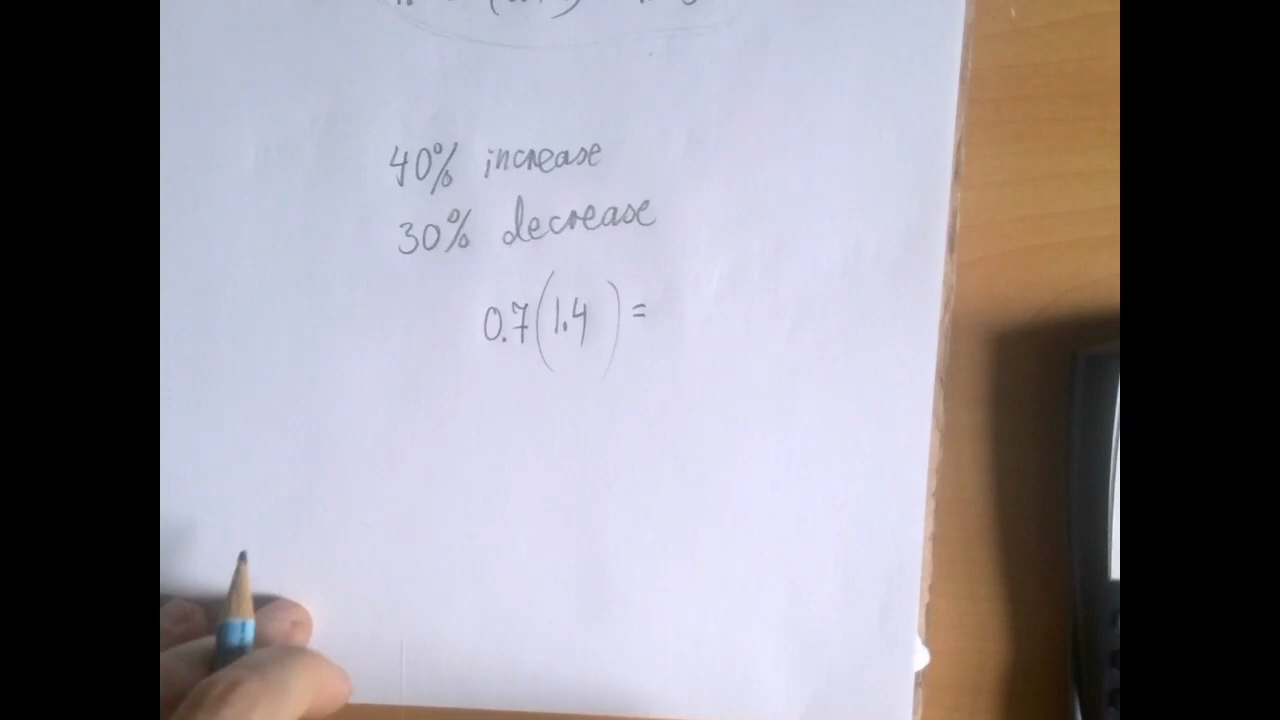 40% increase
30% decrease
0.7(1.4 ) =